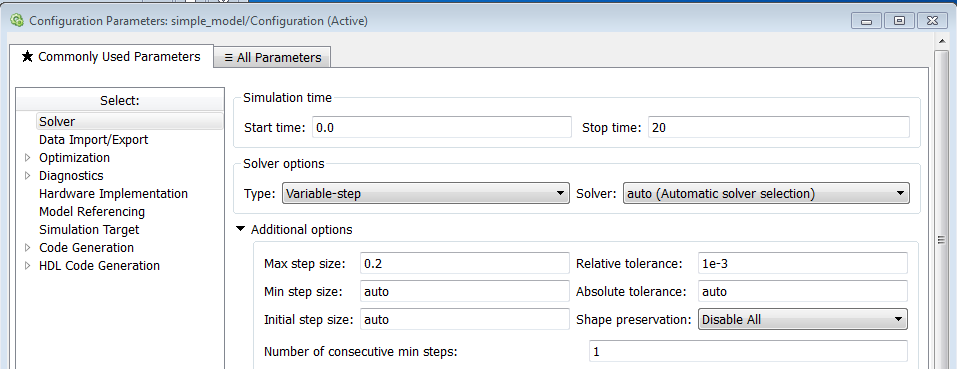 Configuration Parameters: simple_model/Configuration (Active)
★ Commonly Used Parameters
≡ All Parameters
Select:
Solver
Data Import/Export
Optimization
Diagnostics
Hardware Implementation
Model Referencing
Simulation Target
Code Generation
HDL Code Generation
Simulation time
Start time: 0.0 Stop time: 20
Solver options
Type: Variable-step Solver: auto (Automatic solver selection)
Additional options
Max step size: 0.2 Relative tolerance: 1e-3
Min step size: auto Absolute tolerance: auto
Initial step size: auto Shape preservation: Disable All
Number of consecutive min steps: 1